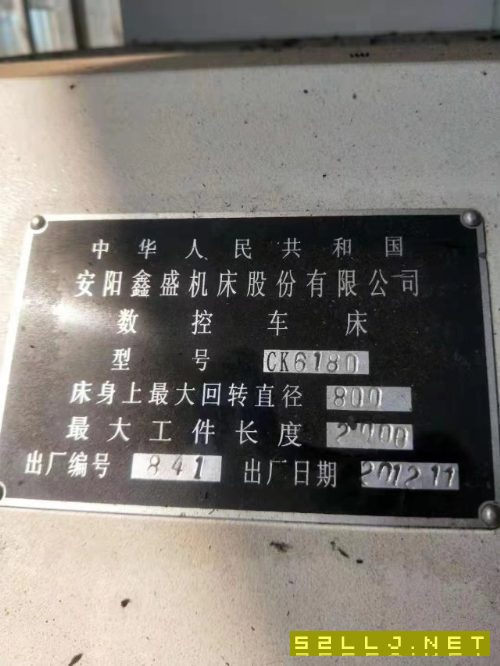 中华人民共和国
安阳鑫盛机床股份有限公司
数控车床
型号 CK6180
床身上最大回转直径 800
最大工件长度
出厂编号 841 出厂日期 2012 11
52LLJ.NET